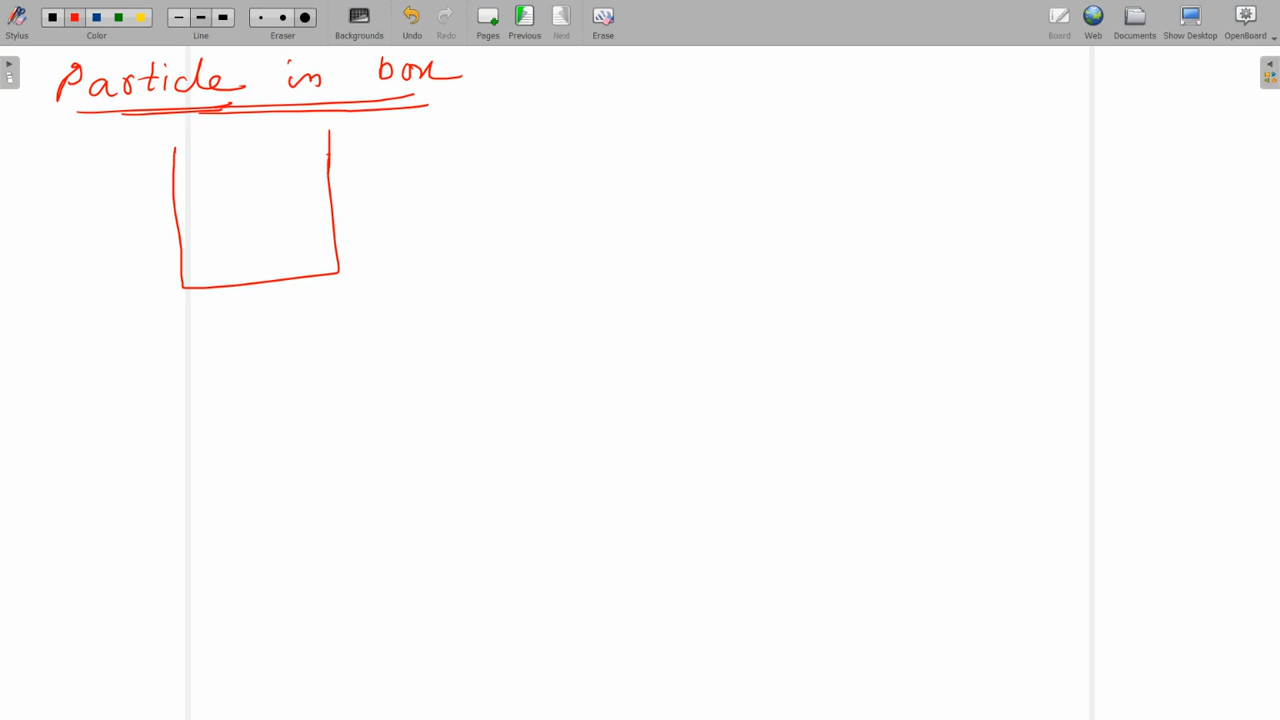 Stylus Color Line Eraser Backgrounds Undo Redo Pages Previous Next Erase Board Web Documents Show Desktop OpenBoard
Particle in box